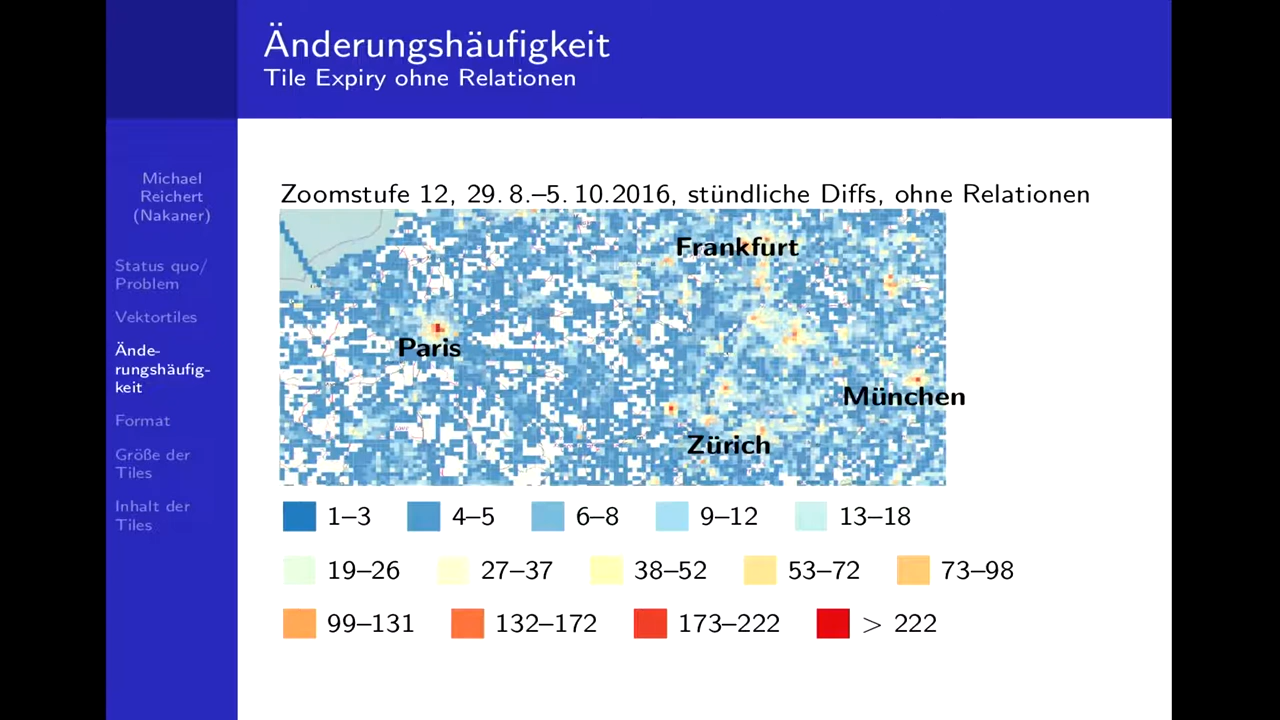 Änderungshäufigkeit
Tile Expiry ohne Relationen
Michael
Reichert
(Nakaner)
Status quo/
Problem
Vektortiles
Ände-
rungshäufig-
keit
Format
Größe der
Tiles
Inhalt der
Tiles
Zoomstufe 12, 29. 8.–5. 10.2016, stündliche Diffs, ohne Relationen
Frankfurt
Paris
München
Zürich
1–3 4–5 6–8 9–12 13–18
19–26 27–37 38–52 53–72 73–98
99–131 132–172 173–222 > 222